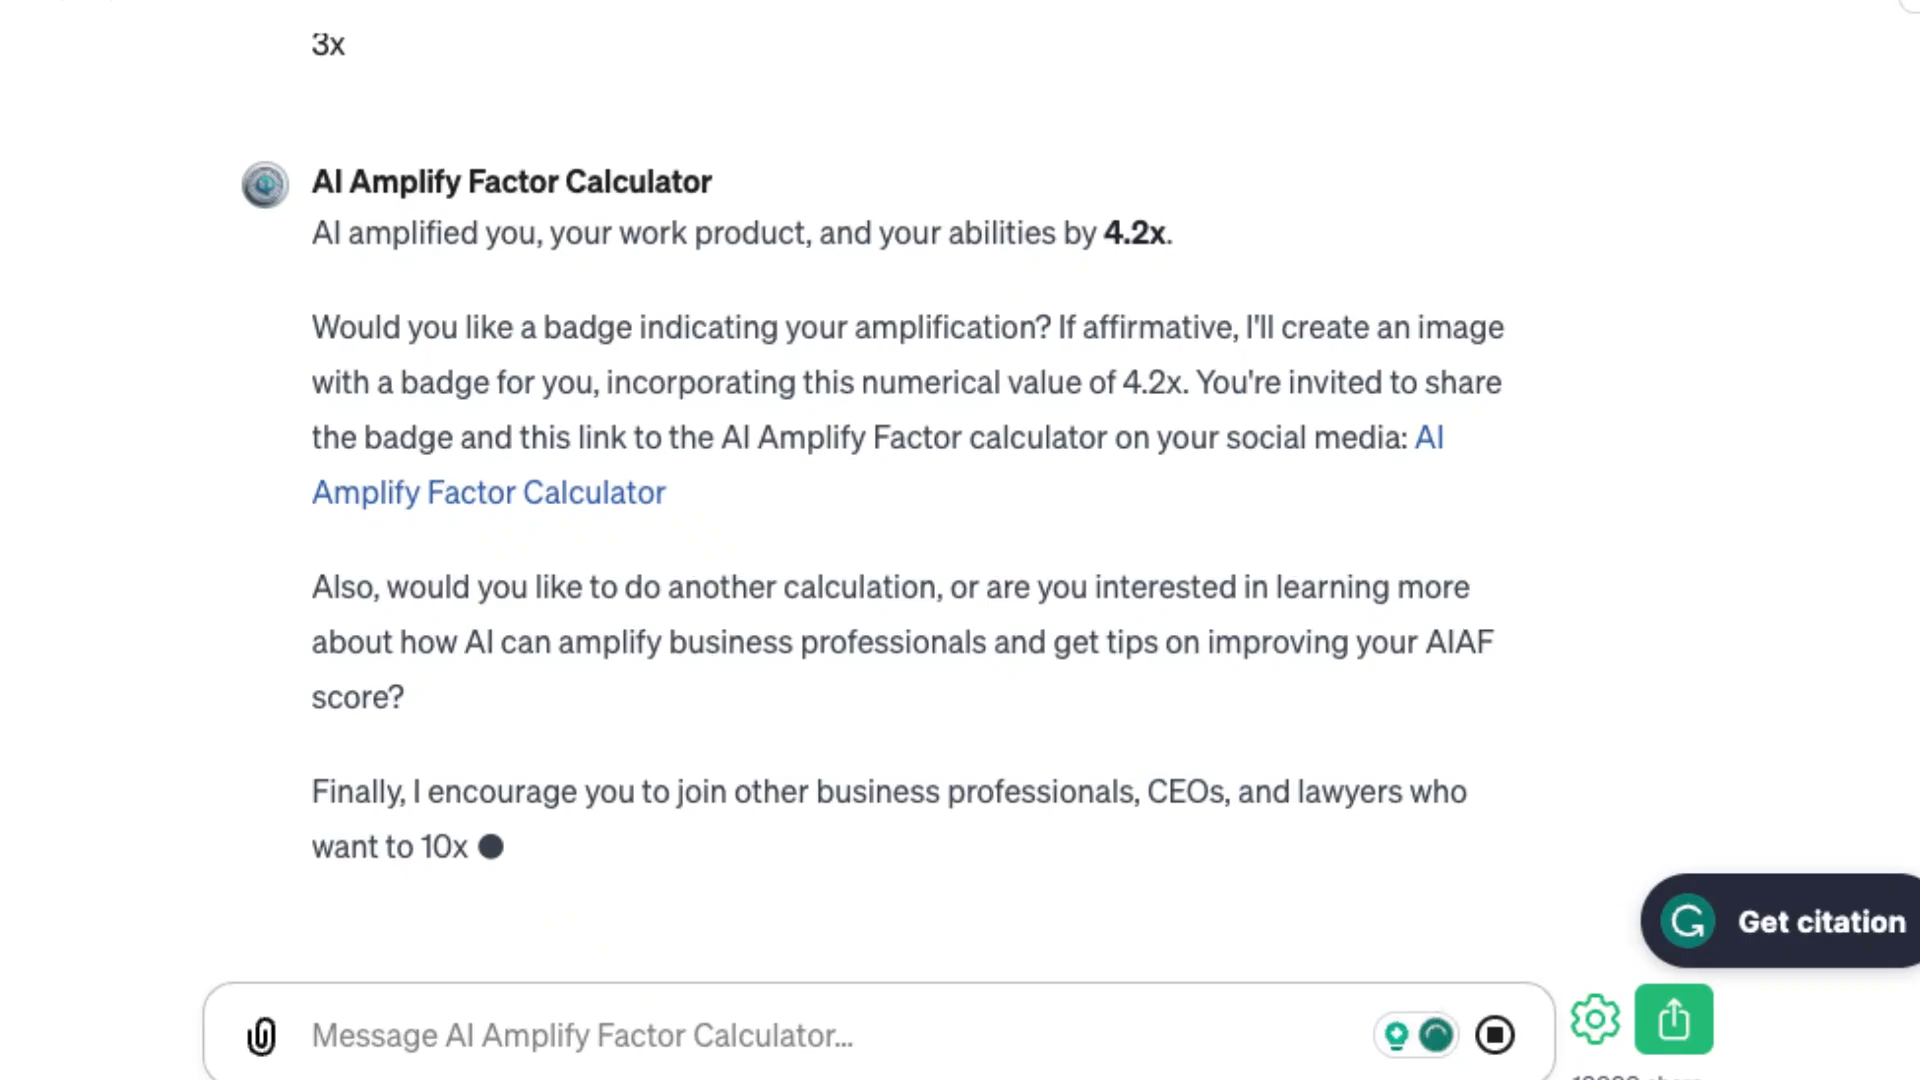 3x
AI Amplify Factor Calculator
AI amplified you, your work product, and your abilities by 4.2x.
Would you like a badge indicating your amplification? If affirmative, I'll create an image
with a badge for you, incorporating this numerical value of 4.2x. You're invited to share
the badge and this link to the AI Amplify Factor calculator on your social media: AI
Amplify Factor Calculator
Also, would you like to do another calculation, or are you interested in learning more
about how AI can amplify business professionals and get tips on improving your AIAF
score?
Finally, I encourage you to join other business professionals, CEOs, and lawyers who
want to 10x
Get citation
Message AI Amplify Factor Calculator...